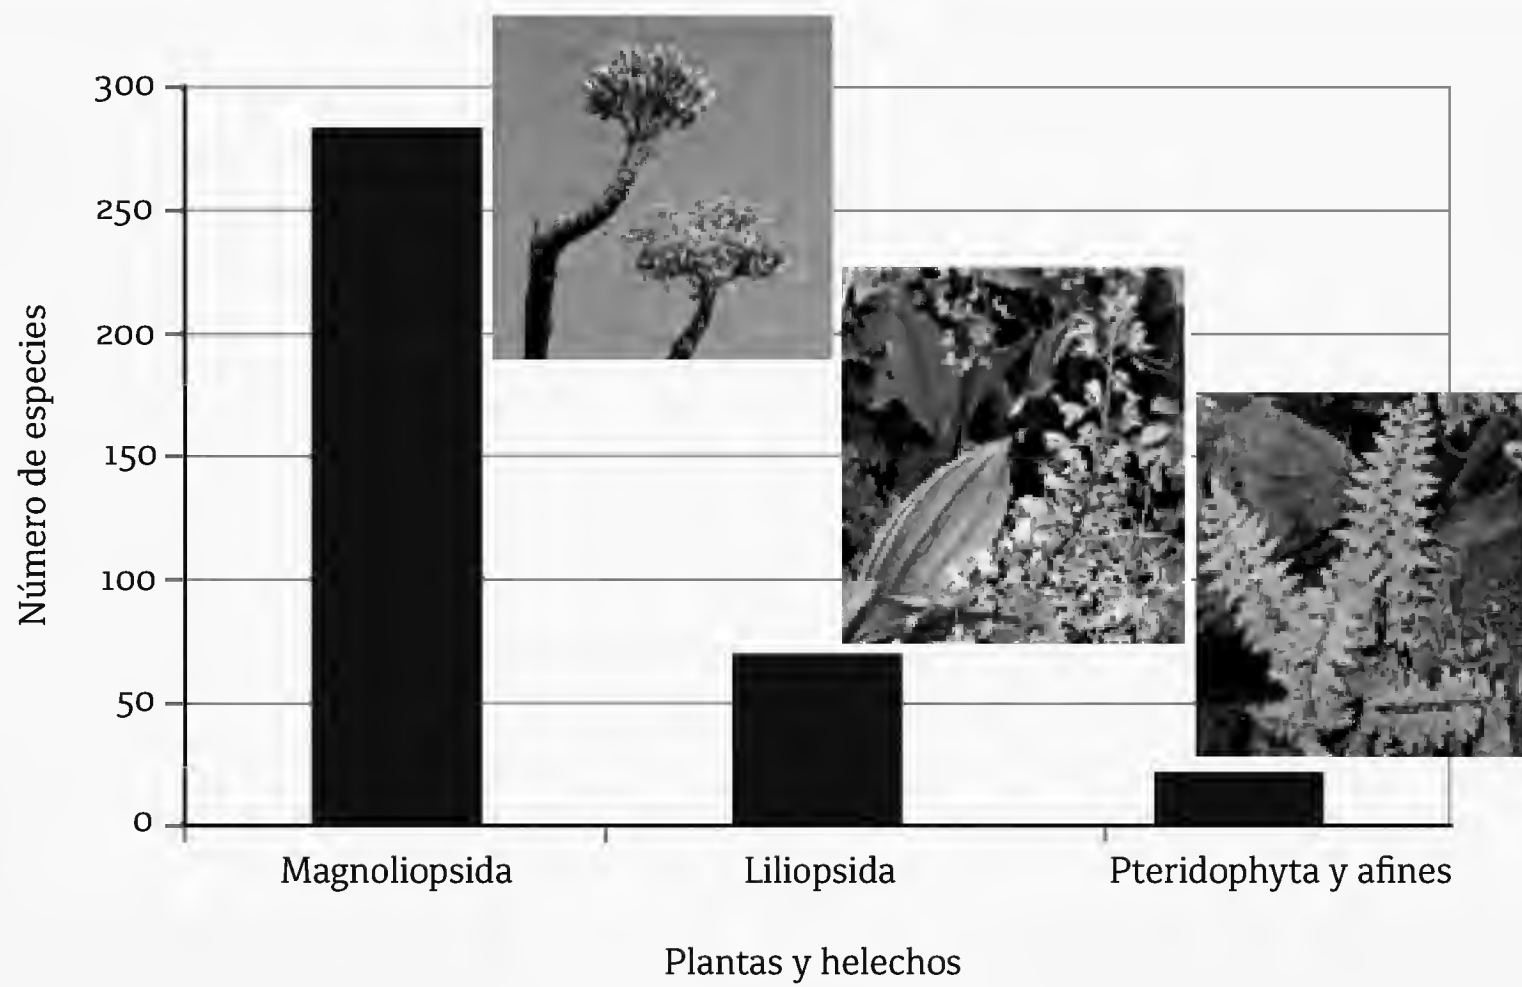 300
250
200
150
100
50
0
Número de especies
Magnoliopsida
Liliopsida
Pteridophyta y afines
Plantas y helechos